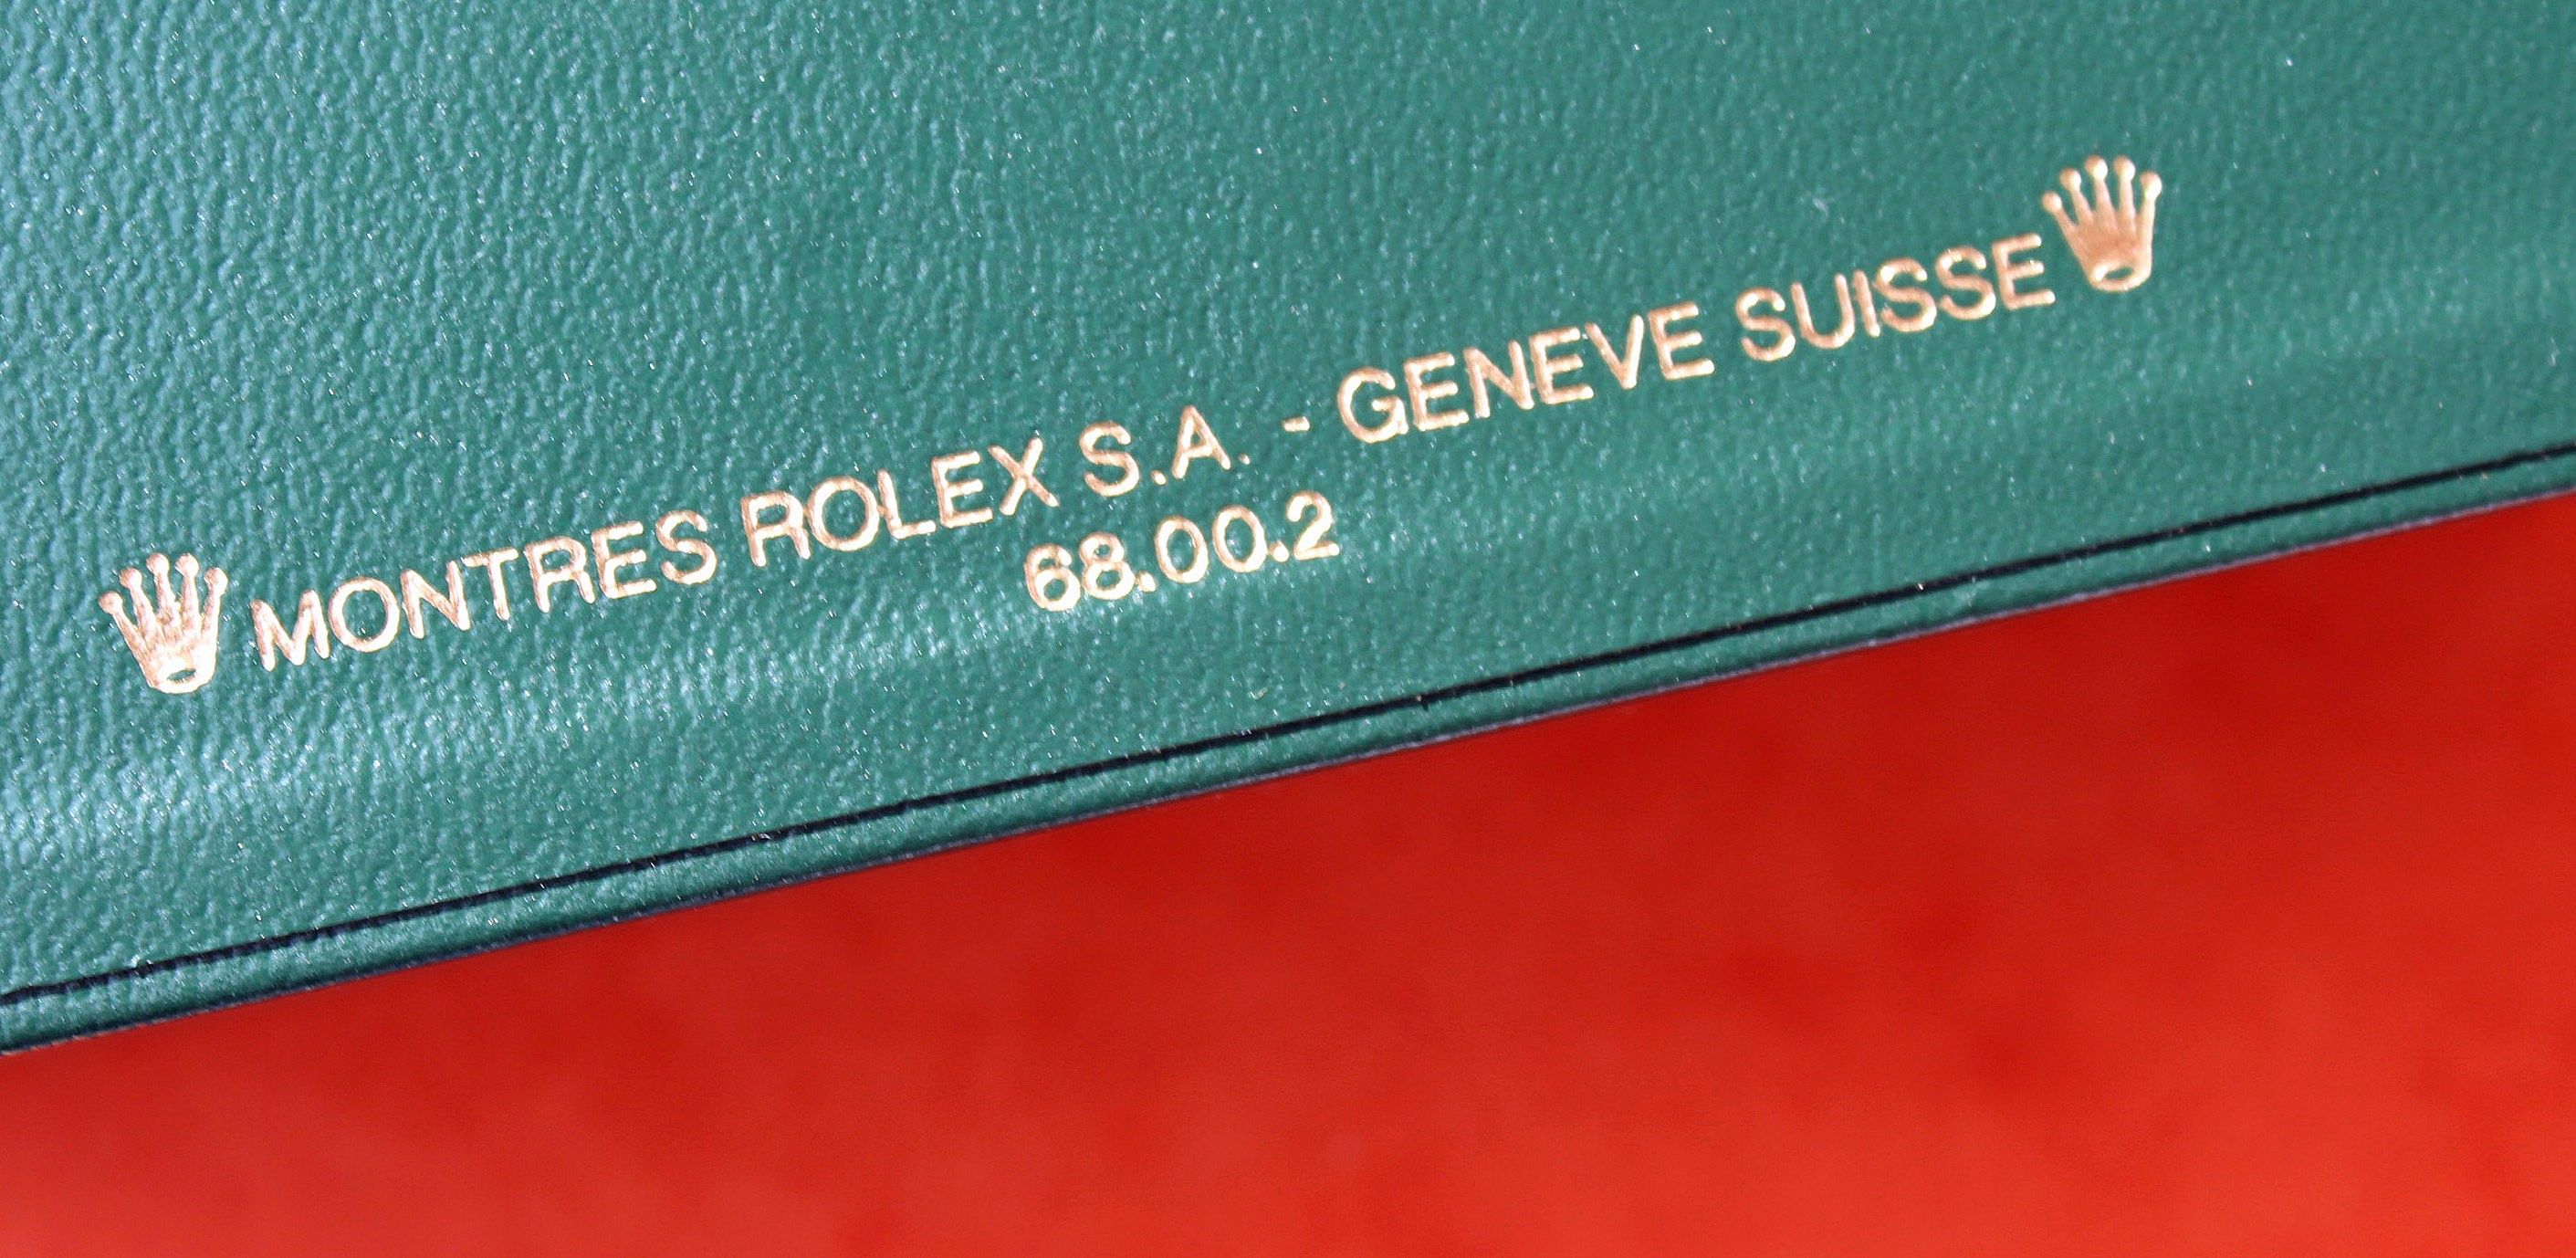 MONTRES ROLEX S.A. - GENEVE SUISSE
68.00.2